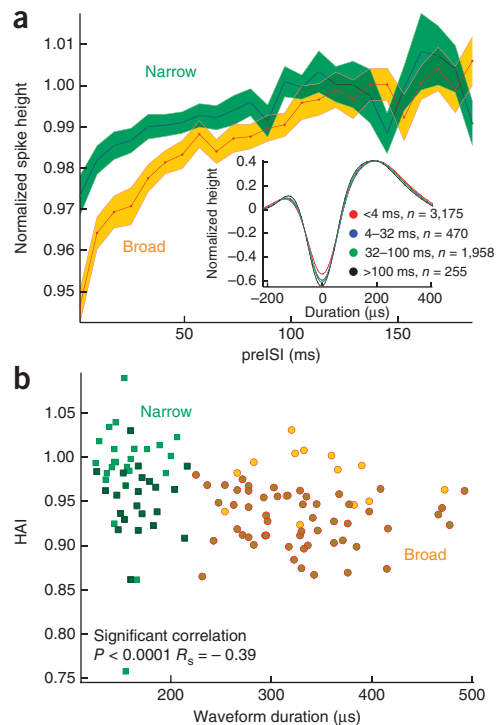 a
1.01
1.00
0.99
0.98
0.97
0.96
0.95
Normalized spike height
Narrow
Broad
0.4
0.2
0
−0.2
−0.4
−0.6
Normalized height
<4 ms, n = 3,175
4–32 ms, n = 470
32–100 ms, n = 1,958
>100 ms, n = 255
−200 0 200 400
Duration (µs)
50 100 150
preISI (ms)
b
1.05
1.00
0.95
0.90
0.85
0.80
0.75
HAI
Narrow
Broad
Significant correlation
P < 0.0001 Rs = − 0.39
200 300 400 500
Waveform duration (µs)